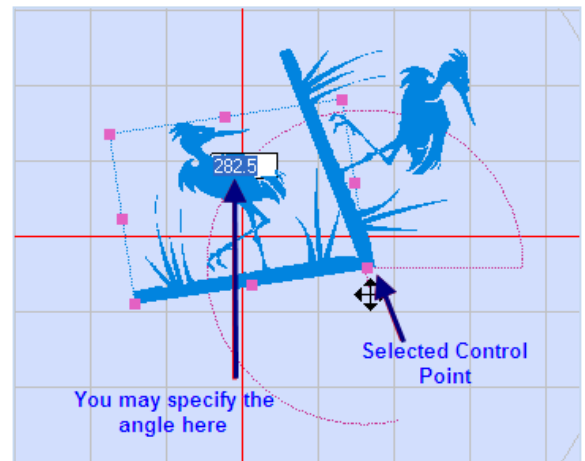 282.5
Selected Control
Point
You may specify the
angle here